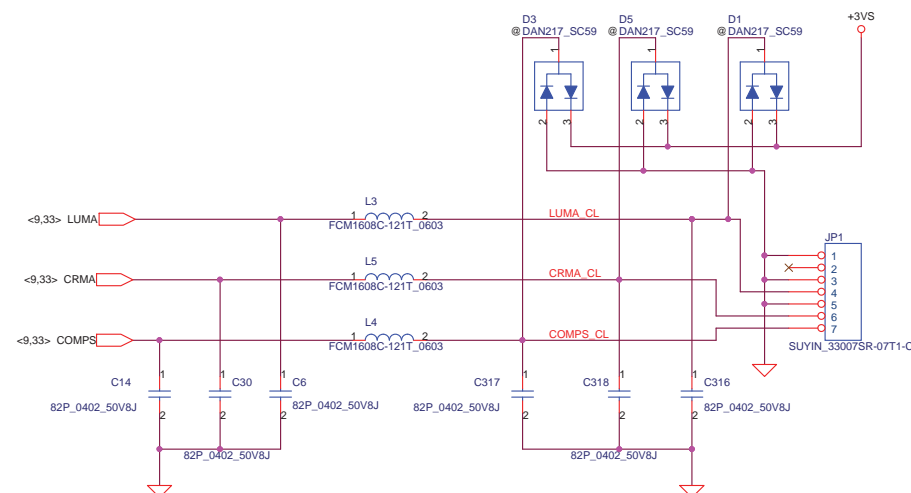 D3 D5 D1 +3VS
@DAN217_SC59 @DAN217_SC59 @DAN217_SC59
1 1 1
2 3 2 3 2 3
<9,33> LUMA 1 L3 2 LUMA_CL
FCM1608C-121T_0603
JP1
1
2
3
4
5
6
7
SUYIN_33007SR-07T1-C
<9,33> CRMA 1 L5 2 CRMA_CL
FCM1608C-121T_0603
<9,33> COMPS 1 L4 2 COMPS_CL
FCM1608C-121T_0603
1 1 1 1 1 1
C14 C30 C6 C317 C318 C316
82P_0402_50V8J 82P_0402_50V8J 82P_0402_50V8J 82P_0402_50V8J
2 2 2 2 2 2
82P_0402_50V8J 82P_0402_50V8J